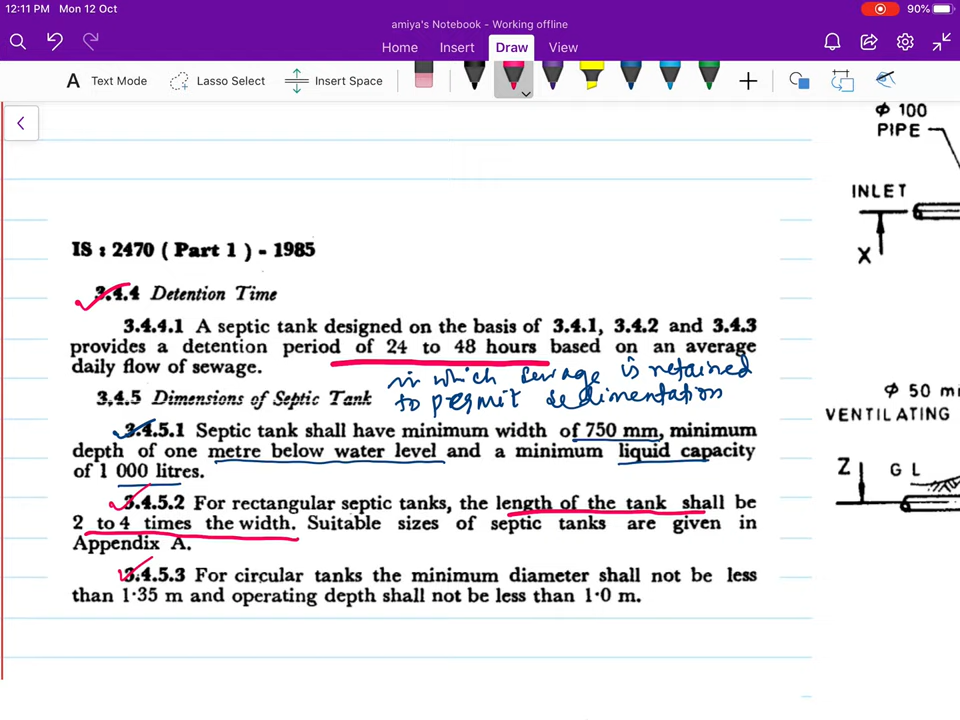 12:11 PM Mon 12 Oct
90%
amiya's Notebook - Working offline
Home Insert Draw View
A Text Mode Lasso Select Insert Space
IS : 2470 ( Part 1 ) - 1985
3.4.4 Detention Time
3.4.4.1 A septic tank designed on the basis of 3.4.1, 3.4.2 and 3.4.3
provides a detention period of 24 to 48 hours based on an average
daily flow of sewage.
in which sewage is retained
to permit sedimentation
3.4.5 Dimensions of Septic Tank
3.4.5.1 Septic tank shall have minimum width of 750 mm, minimum
depth of one metre below water level and a minimum liquid capacity
of 1 000 litres.
3.4.5.2 For rectangular septic tanks, the length of the tank shall be
2 to 4 times the width. Suitable sizes of septic tanks are given in
Appendix A.
3.4.5.3 For circular tanks the minimum diameter shall not be less
than 1·35 m and operating depth shall not be less than 1·0 m.
ϕ 100
PIPE
INLET
X
ϕ 50 mi
VENTILATING
Z G L